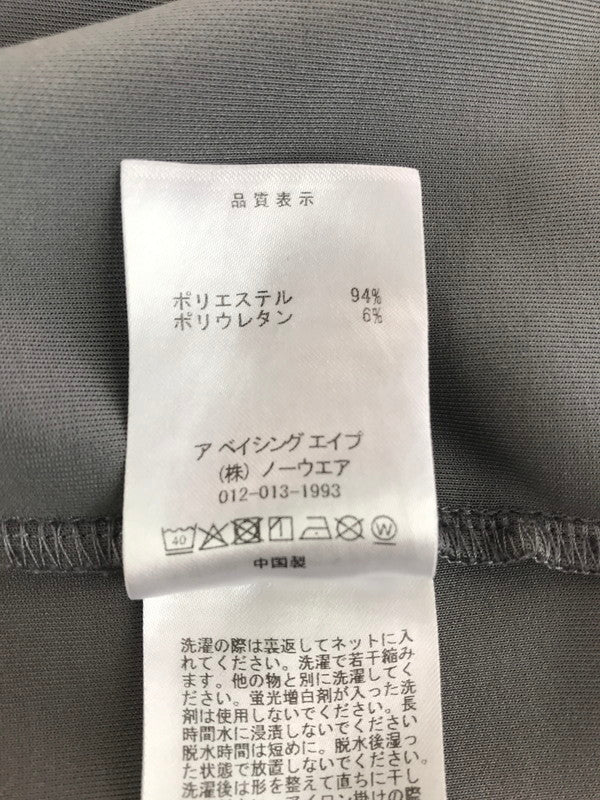 品質表示
ポリエステル 94%
ポリウレタン 6%
ア ベイシング エイプ
(株) ノーウエア
012-013-1993
40 W
中国製
洗濯の際は裏返してネットに入
れてください。洗濯で若干縮み
ます。他の物と別に洗濯してく
ださい。蛍光増白剤が入った洗
剤は使用しないでください。長
時間水に浸漬しないでください
脱水時間は短めに。脱水後湿っ
た状態で放置しないでください。
洗濯後は形を整えて直ちに干し
アイロン掛けの際